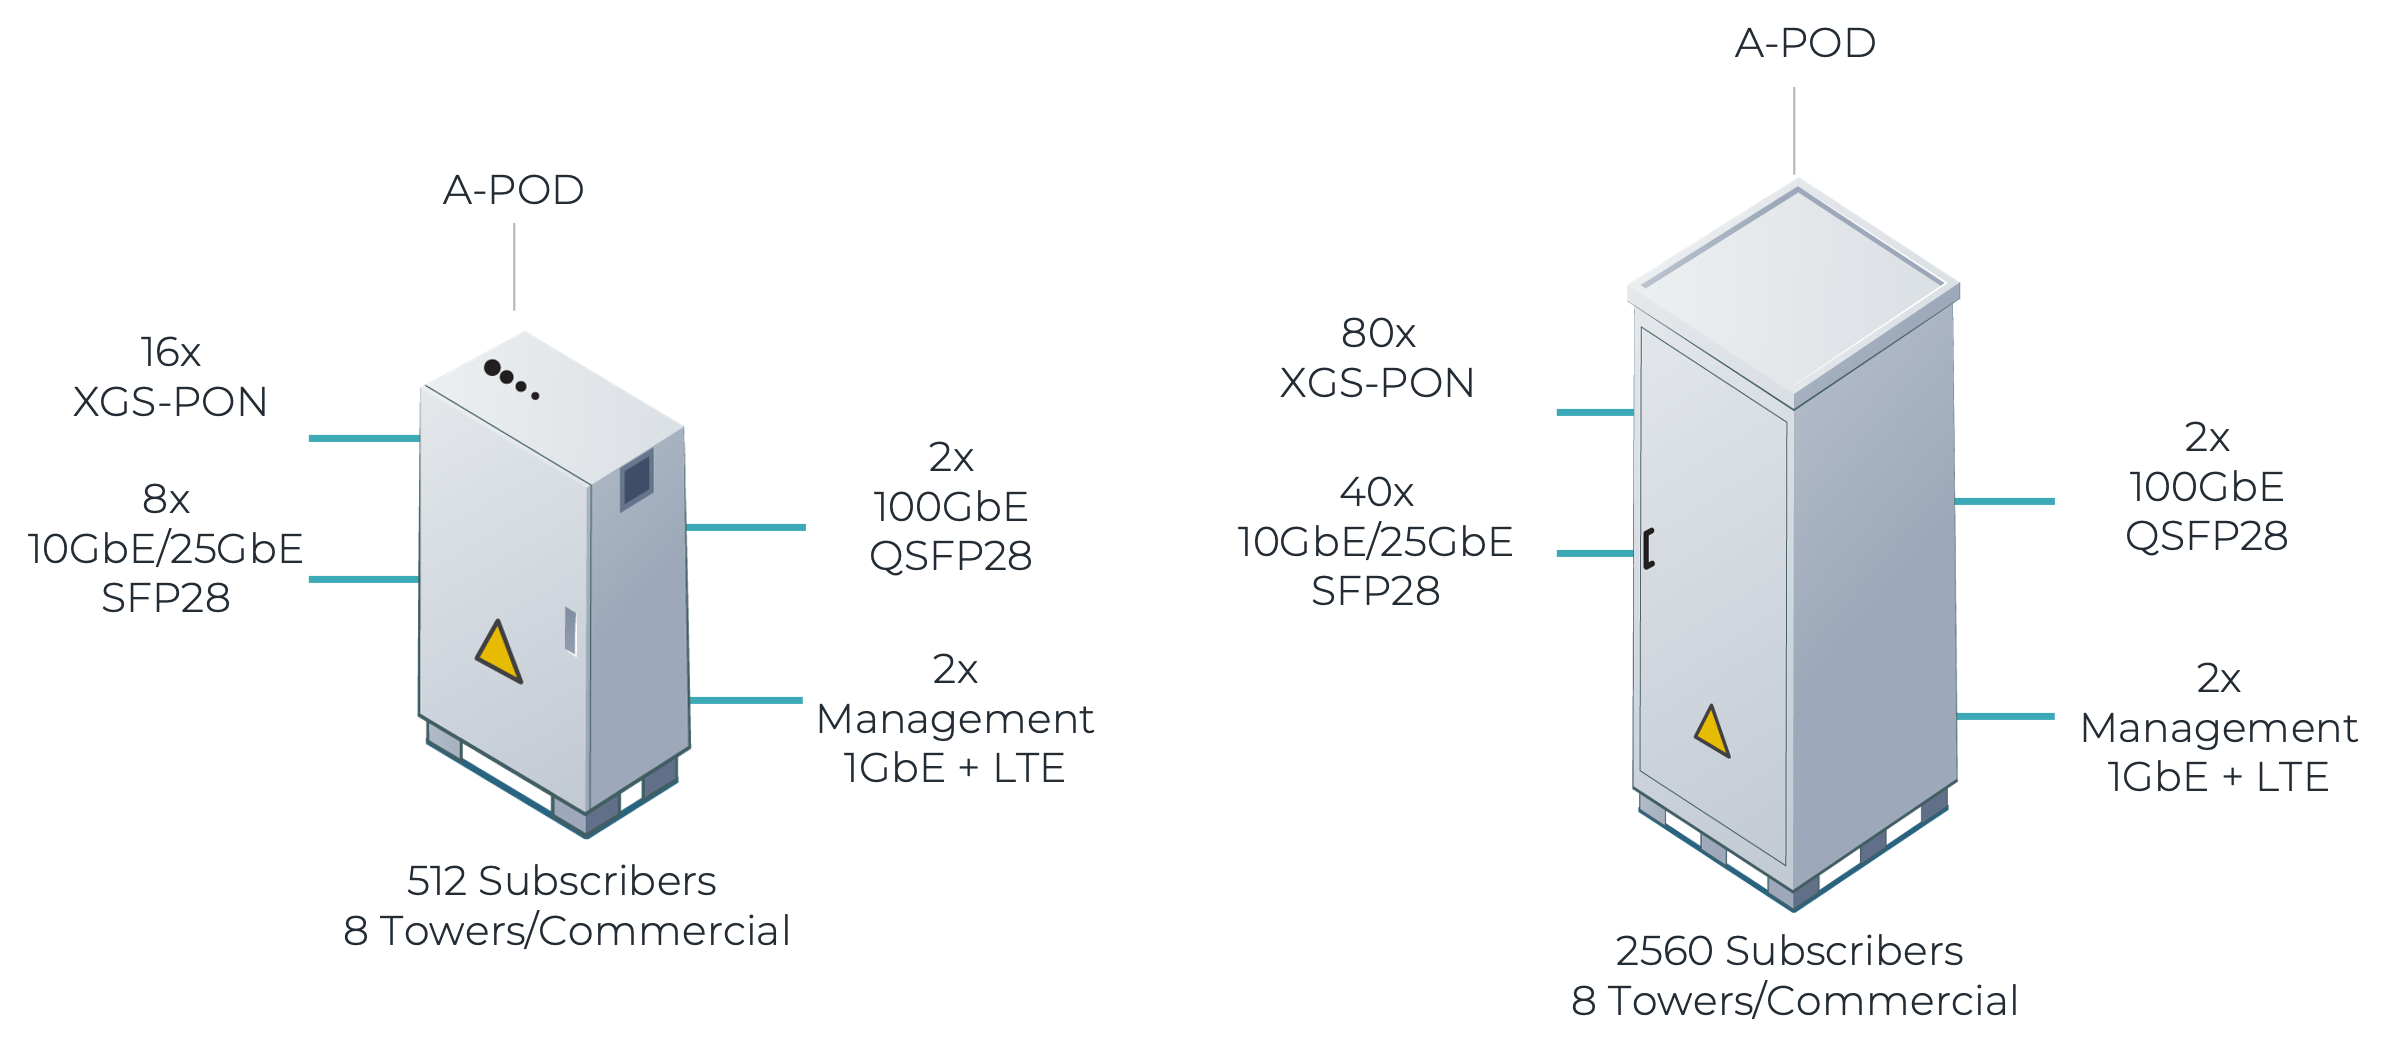 A-POD
16x
XGS-PON
8x
10GbE/25GbE
SFP28
2x
100GbE
QSFP28
2x
Management
1GbE + LTE
512 Subscribers
8 Towers/Commercial
A-POD
80x
XGS-PON
40x
10GbE/25GbE
SFP28
2x
100GbE
QSFP28
2x
Management
1GbE + LTE
2560 Subscribers
8 Towers/Commercial